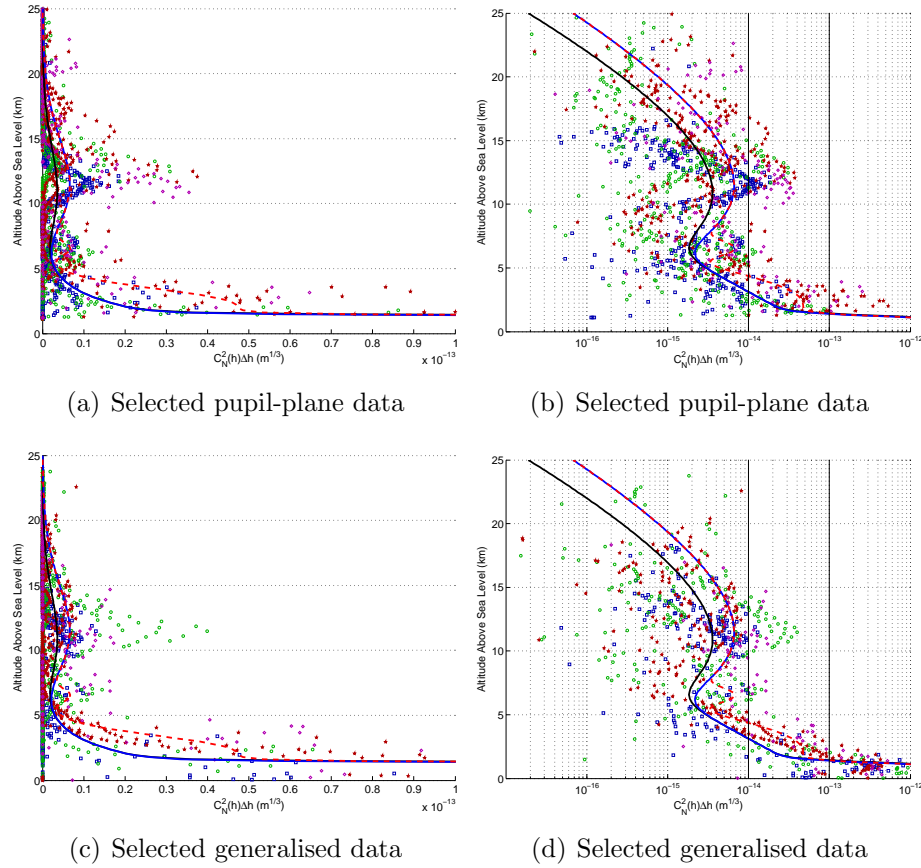 25
20
15
10
5
0
Altitude Above Sea Level (km)
0 0.1 0.2 0.3 0.4 0.5 0.6 0.7 0.8 0.9 1
C_N^2(h)Δh (m^{1/3})
x 10^{-13}
(a) Selected pupil-plane data
25
20
15
10
5
0
Altitude Above Sea Level (km)
10^{-16} 10^{-15} 10^{-14} 10^{-13} 10^{-12}
C_N^2(h)Δh (m^{1/3})
(b) Selected pupil-plane data
25
20
15
10
5
0
Altitude Above Sea Level (km)
0 0.1 0.2 0.3 0.4 0.5 0.6 0.7 0.8 0.9 1
C_N^2(h)Δh (m^{1/3})
x 10^{-13}
(c) Selected generalised data
25
20
15
10
5
0
Altitude Above Sea Level (km)
10^{-16} 10^{-15} 10^{-14} 10^{-13} 10^{-12}
C_N^2(h)Δh (m^{1/3})
(d) Selected generalised data